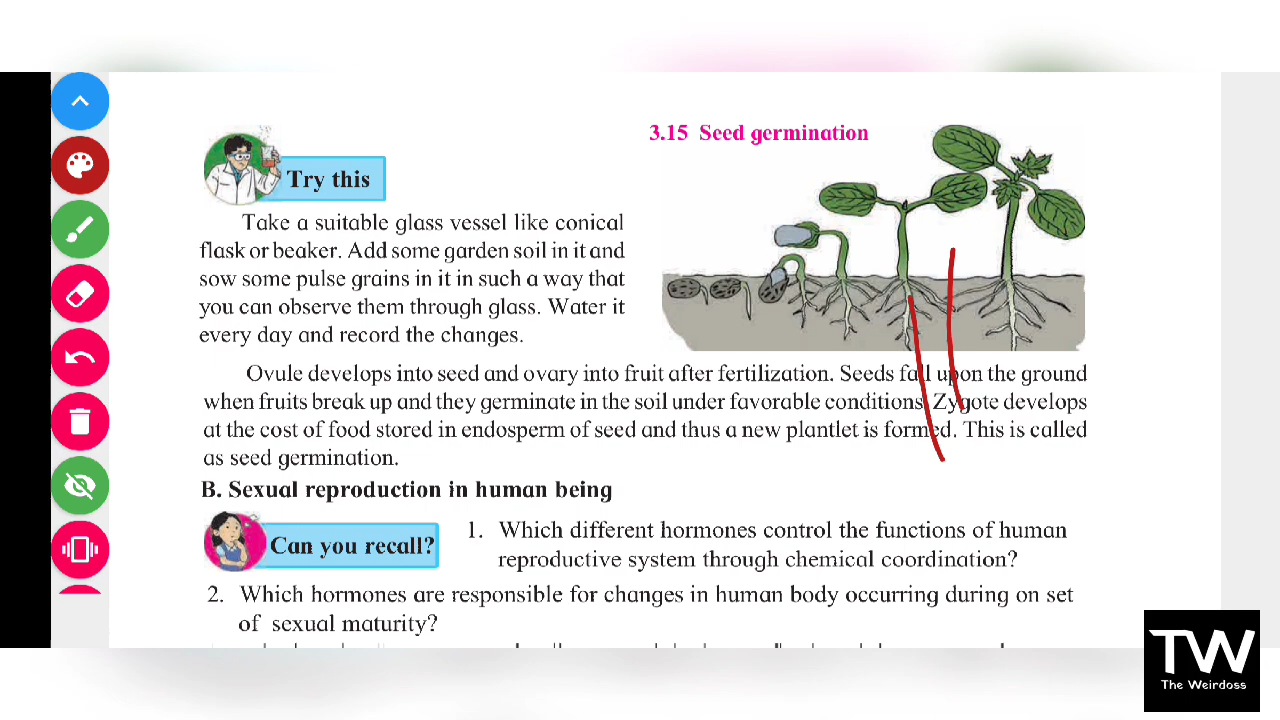 3.15 Seed germination
Try this
Take a suitable glass vessel like conical
flask or beaker. Add some garden soil in it and
sow some pulse grains in it in such a way that
you can observe them through glass. Water it
every day and record the changes.
Ovule develops into seed and ovary into fruit after fertilization. Seeds fall upon the ground
when fruits break up and they germinate in the soil under favorable conditions. Zygote develops
at the cost of food stored in endosperm of seed and thus a new plantlet is formed. This is called
as seed germination.
B. Sexual reproduction in human being
Can you recall?
1. Which different hormones control the functions of human
reproductive system through chemical coordination?
2. Which hormones are responsible for changes in human body occurring during on set
of sexual maturity?
TW
The Weirdoss